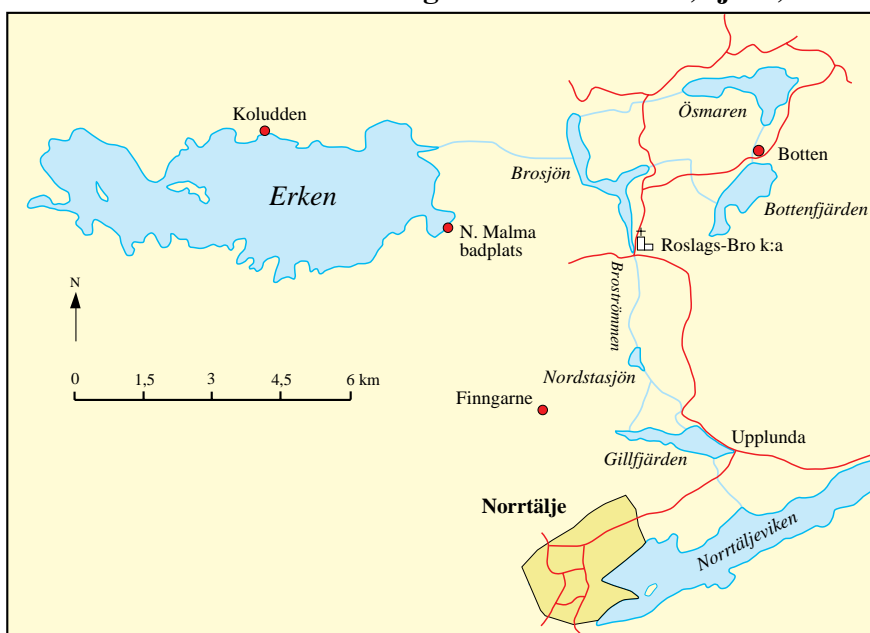 Koludden
Ösmaren
Botten
Brosjön
Erken
Bottenfjärden
N. Malma
badplats
Roslags-Bro k:a
Broströmmen
N
0 1,5 3 4,5 6 km
Nordstasjön
Finngarne
Upplunda
Gillfjärden
Norrtälje
Norrtäljeviken